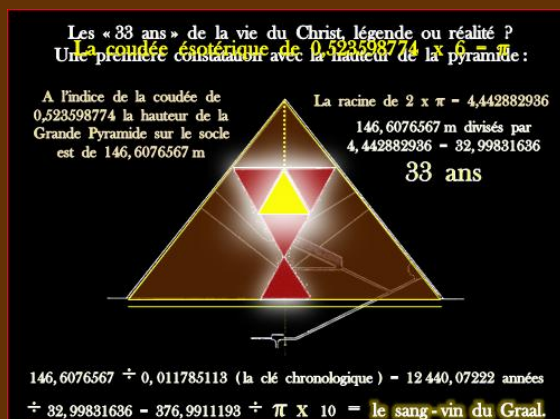 Les « 33 ans » de la vie du Christ, légende ou réalité ?
La coudée ésotérique de 0,523598774 x 6 = π
Une première constatation avec la hauteur de la pyramide :
A l'indice de la coudée de
0,523598774 la hauteur de la
Grande Pyramide sur le socle
est de 146,6076567 m
La racine de 2 x π = 4,442882936
146,6076567 m divisés par
4,442882936 = 32,99831636
33 ans
146,6076567 ÷ 0,011785113 (la clé chronologique) = 12 440,07222 années
÷ 32,99831636 = 376,9911193 ÷ π x 10 = le sang-vin du Graal